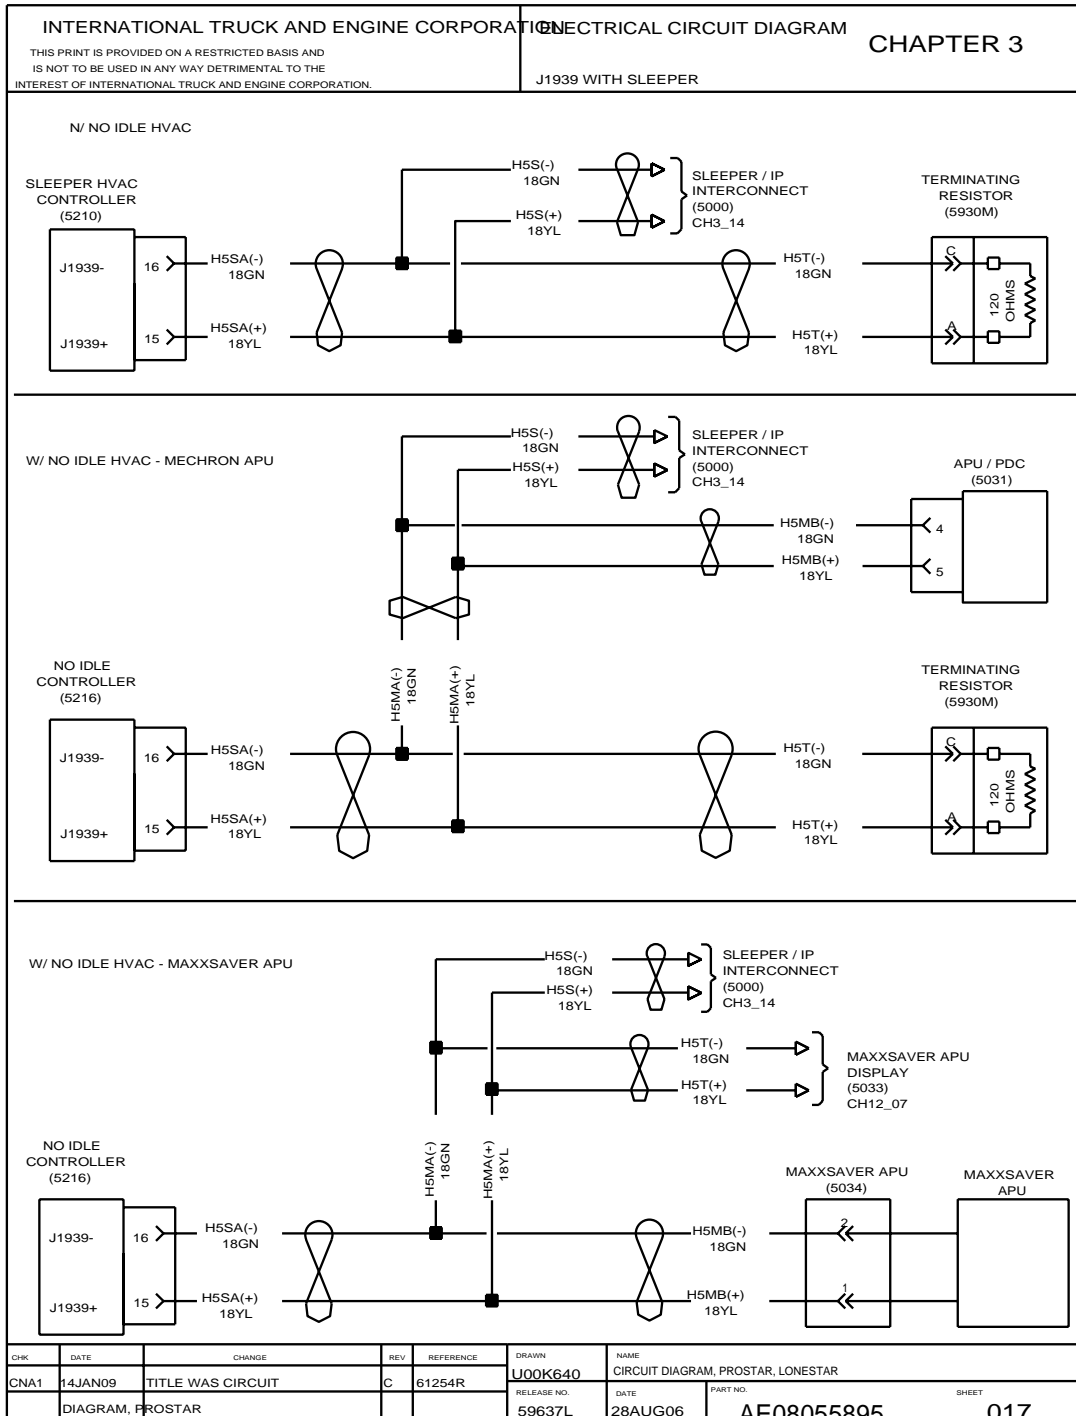 INTERNATIONAL TRUCK AND ENGINE CORPORATION
THIS PRINT IS PROVIDED ON A RESTRICTED BASIS AND
IS NOT TO BE USED IN ANY WAY DETRIMENTAL TO THE
INTEREST OF INTERNATIONAL TRUCK AND ENGINE CORPORATION.
ELECTRICAL CIRCUIT DIAGRAM
J1939 WITH SLEEPER
CHAPTER 3
N/ NO IDLE HVAC
SLEEPER HVAC
CONTROLLER
(5210)
J1939-
16
J1939+
15
H5SA(-)
18GN
H5SA(+)
18YL
H5S(-)
18GN
H5S(+)
18YL
SLEEPER / IP
INTERCONNECT
(5000)
CH3_14
H5T(-)
18GN
H5T(+)
18YL
TERMINATING
RESISTOR
(5930M)
C
A
120
OHMS
W/ NO IDLE HVAC - MECHRON APU
H5S(-)
18GN
H5S(+)
18YL
SLEEPER / IP
INTERCONNECT
(5000)
CH3_14
H5MB(-)
18GN
H5MB(+)
18YL
APU / PDC
(5031)
4
5
H5MA(-)
18GN
H5MA(+)
18YL
NO IDLE
CONTROLLER
(5216)
J1939-
16
J1939+
15
H5SA(-)
18GN
H5SA(+)
18YL
H5T(-)
18GN
H5T(+)
18YL
TERMINATING
RESISTOR
(5930M)
C
A
120
OHMS
W/ NO IDLE HVAC - MAXXSAVER APU
H5S(-)
18GN
H5S(+)
18YL
SLEEPER / IP
INTERCONNECT
(5000)
CH3_14
H5T(-)
18GN
H5T(+)
18YL
MAXXSAVER APU
DISPLAY
(5033)
CH12_07
H5MA(-)
18GN
H5MA(+)
18YL
NO IDLE
CONTROLLER
(5216)
J1939-
16
J1939+
15
H5SA(-)
18GN
H5SA(+)
18YL
H5MB(-)
18GN
H5MB(+)
18YL
MAXXSAVER APU
(5034)
2
1
MAXXSAVER
APU
CHK DATE CHANGE REV REFERENCE
CNA1 14JAN09 TITLE WAS CIRCUIT C 61254R
DIAGRAM, PROSTAR
DRAWN
U00K640
NAME
CIRCUIT DIAGRAM, PROSTAR, LONESTAR
RELEASE NO.
59637L
DATE
28AUG06
PART NO.
AE08055895
SHEET
017